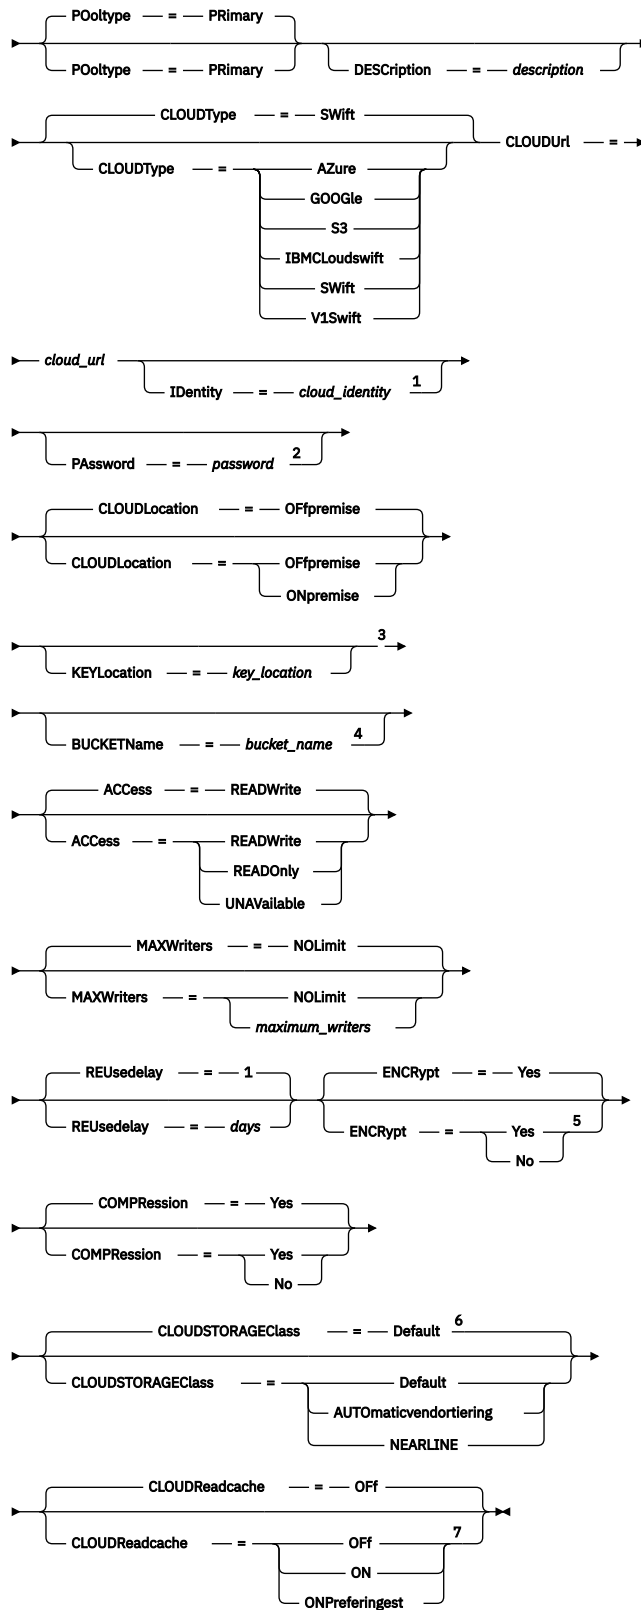 POoltype = PRimary
POoltype = PRimary DESCription = description
CLOUDType = SWift
CLOUDUrl =
CLOUDType = AZure
GOOGle
S3
IBMCLoudswift
SWift
V1Swift
cloud_url
IDentity = cloud_identity 1
PAssword = password 2
CLOUDLocation = OFfpremise
CLOUDLocation = OFfpremise
ONpremise
3
KEYLocation = key_location
BUCKETName = bucket_name 4
ACCess = READWrite
ACCess = READWrite
READOnly
UNAVailable
MAXWriters = NOLimit
MAXWriters = NOLimit
maximum_writers
REUsedelay = 1 ENCRypt = Yes
REUsedelay = days ENCRypt = Yes 5
No
COMPRession = Yes
COMPRession = Yes
No
CLOUDSTORAGEClass = Default 6
CLOUDSTORAGEClass = Default
AUTOmaticvendortiering
NEARLINE
CLOUDReadcache = OFf
CLOUDReadcache = OFf 7
ON
ONPreferingest